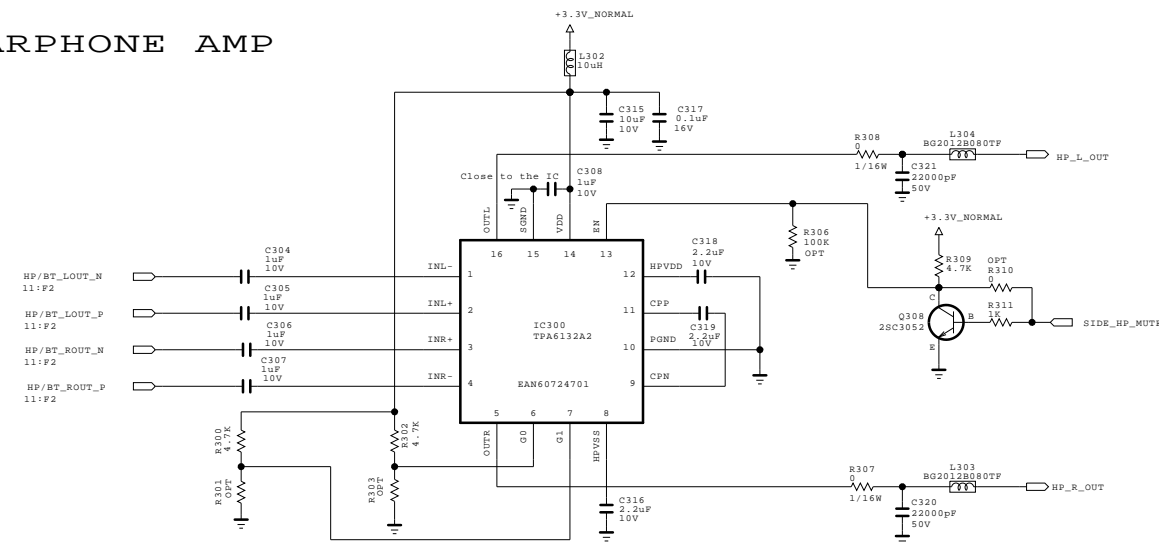 ARPHONE AMP
+3.3V_NORMAL
L302
10uH
C315
10uF
10V
C317
0.1uF
16V
Close to the IC
C308
1uF
10V
R308
0
1/16W
L304
BG2012B080TF
HP_L_OUT
C321
22000pF
50V
OUTL
SGND
VDD
EN
16
15
14
13
R306
100K
OPT
+3.3V_NORMAL
R309
4.7K
OPT
R310
0
R311
1K
C
B
E
Q308
2SC3052
SIDE_HP_MUTE
HP/BT_LOUT_N
11:F2
C304
1uF
10V
INL-
1
HP/BT_LOUT_P
11:F2
C305
1uF
10V
INL+
2
HP/BT_ROUT_N
11:F2
C306
1uF
10V
INR+
3
HP/BT_ROUT_P
11:F2
C307
1uF
10V
INR-
4
IC300
TPA6132A2
EAN60724701
12
HPVDD
C318
2.2uF
10V
11
CPP
C319
2.2uF
10V
10
PGND
9
CPN
5
6
7
8
OUTR
G0
G1
HPVSS
R300
4.7K
R302
4.7K
R301
OPT
R303
OPT
C316
2.2uF
10V
R307
0
1/16W
L303
BG2012B080TF
HP_R_OUT
C320
22000pF
50V